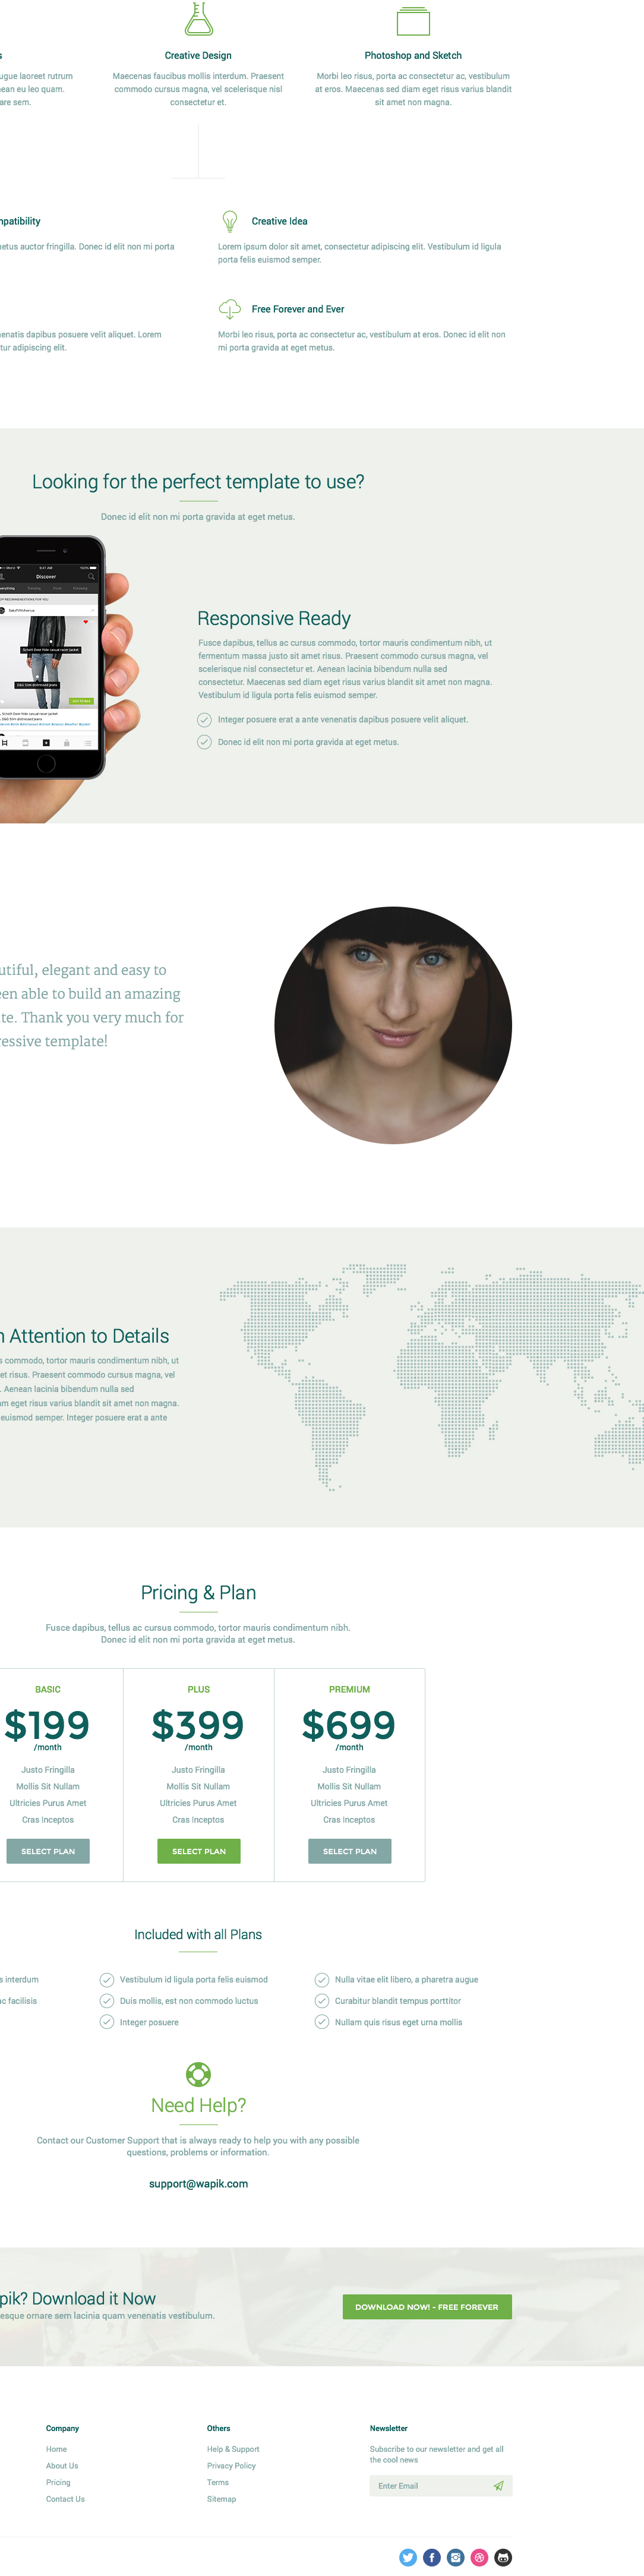 s
Creative Design
Photoshop and Sketch
ugue laoreet rutrum
ean eu leo quam.
are sem.
Maecenas faucibus mollis interdum. Praesent
commodo cursus magna, vel scelerisque nisl
consectetur et.
Morbi leo risus, porta ac consectetur ac, vestibulum
at eros. Maecenas sed diam eget risus varius blandit
sit amet non magna.
mpatibility
etus auctor fringilla. Donec id elit non mi porta
Creative Idea
Lorem ipsum dolor sit amet, consectetur adipiscing elit. Vestibulum id ligula
porta felis euismod semper.
enatis dapibus posuere velit aliquet. Lorem
tur adipiscing elit.
Free Forever and Ever
Morbi leo risus, porta ac consectetur ac, vestibulum at eros. Donec id elit non
mi porta gravida at eget metus.
Looking for the perfect template to use?
Donec id elit non mi porta gravida at eget metus.
Discover
Responsive Ready
Fusce dapibus, tellus ac cursus commodo, tortor mauris condimentum nibh, ut
fermentum massa justo sit amet risus. Praesent commodo cursus magna, vel
scelerisque nisl consectetur et. Aenean lacinia bibendum nulla sed
consectetur. Maecenas sed diam eget risus varius blandit sit amet non magna.
Vestibulum id ligula porta felis euismod semper.
Integer posuere erat a ante venenatis dapibus posuere velit aliquet.
Donec id elit non mi porta gravida at eget metus.
utiful, elegant and easy to
een able to build an amazing
te. Thank you very much for
ressive template!
n Attention to Details
s commodo, tortor mauris condimentum nibh, ut
et risus. Praesent commodo cursus magna, vel
. Aenean lacinia bibendum nulla sed
am eget risus varius blandit sit amet non magna.
euismod semper. Integer posuere erat a ante
Pricing & Plan
Fusce dapibus, tellus ac cursus commodo, tortor mauris condimentum nibh.
Donec id elit non mi porta gravida at eget metus.
BASIC
$199
/month
Justo Fringilla
Mollis Sit Nullam
Ultricies Purus Amet
Cras Inceptos
SELECT PLAN
PLUS
$399
/month
Justo Fringilla
Mollis Sit Nullam
Ultricies Purus Amet
Cras Inceptos
SELECT PLAN
PREMIUM
$699
/month
Justo Fringilla
Mollis Sit Nullam
Ultricies Purus Amet
Cras Inceptos
SELECT PLAN
Included with all Plans
s interdum
ac facilisis
Vestibulum id ligula porta felis euismod
Duis mollis, est non commodo luctus
Integer posuere
Nulla vitae elit libero, a pharetra augue
Curabitur blandit tempus porttitor
Nullam quis risus eget urna mollis
Need Help?
Contact our Customer Support that is always ready to help you with any possible
questions, problems or information.
support@wapik.com
pik? Download it Now
esque ornare sem lacinia quam venenatis vestibulum.
DOWNLOAD NOW! - FREE FOREVER
Company
Home
About Us
Pricing
Contact Us
Others
Help & Support
Privacy Policy
Terms
Sitemap
Newsletter
Subscribe to our newsletter and get all
the cool news
Enter Email